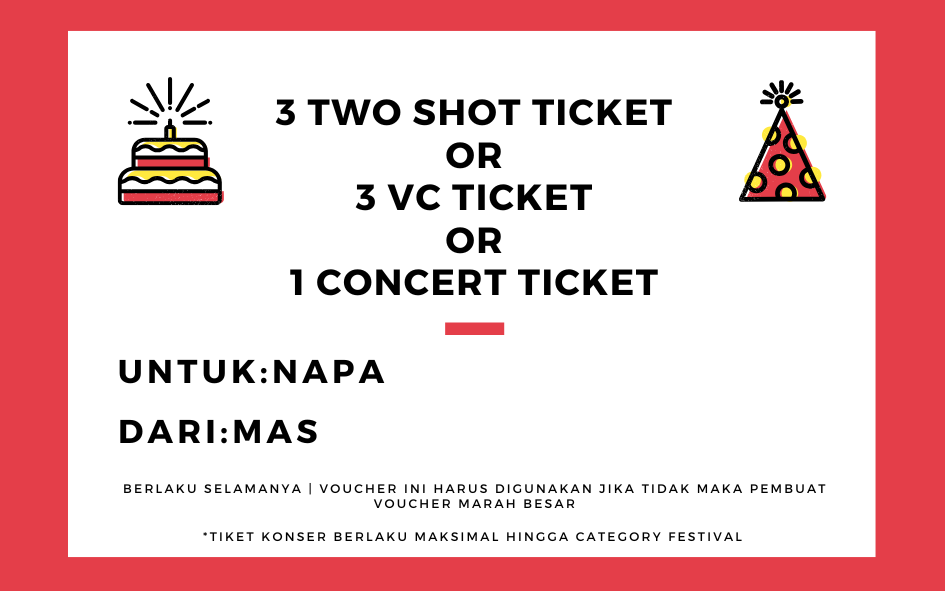 3 TWO SHOT TICKET
OR
3 VC TICKET
OR
1 CONCERT TICKET
UNTUK:NAPA
DARI:MAS
BERLAKU SELAMANYA | VOUCHER INI HARUS DIGUNAKAN JIKA TIDAK MAKA PEMBUAT
VOUCHER MARAH BESAR
*TIKET KONSER BERLAKU MAKSIMAL HINGGA CATEGORY FESTIVAL